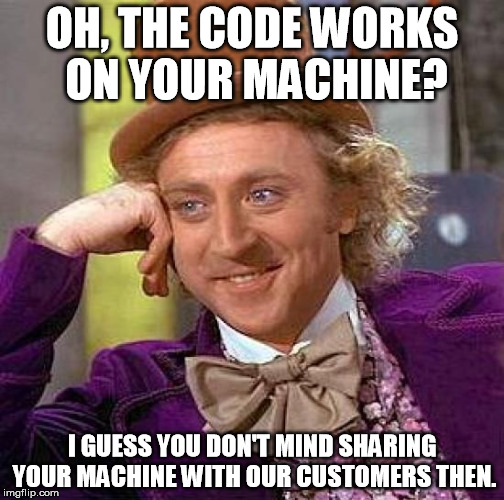 OH, THE CODE WORKS
ON YOUR MACHINE?
I GUESS YOU DON'T MIND SHARING
YOUR MACHINE WITH OUR CUSTOMERS THEN.
imgflip.com